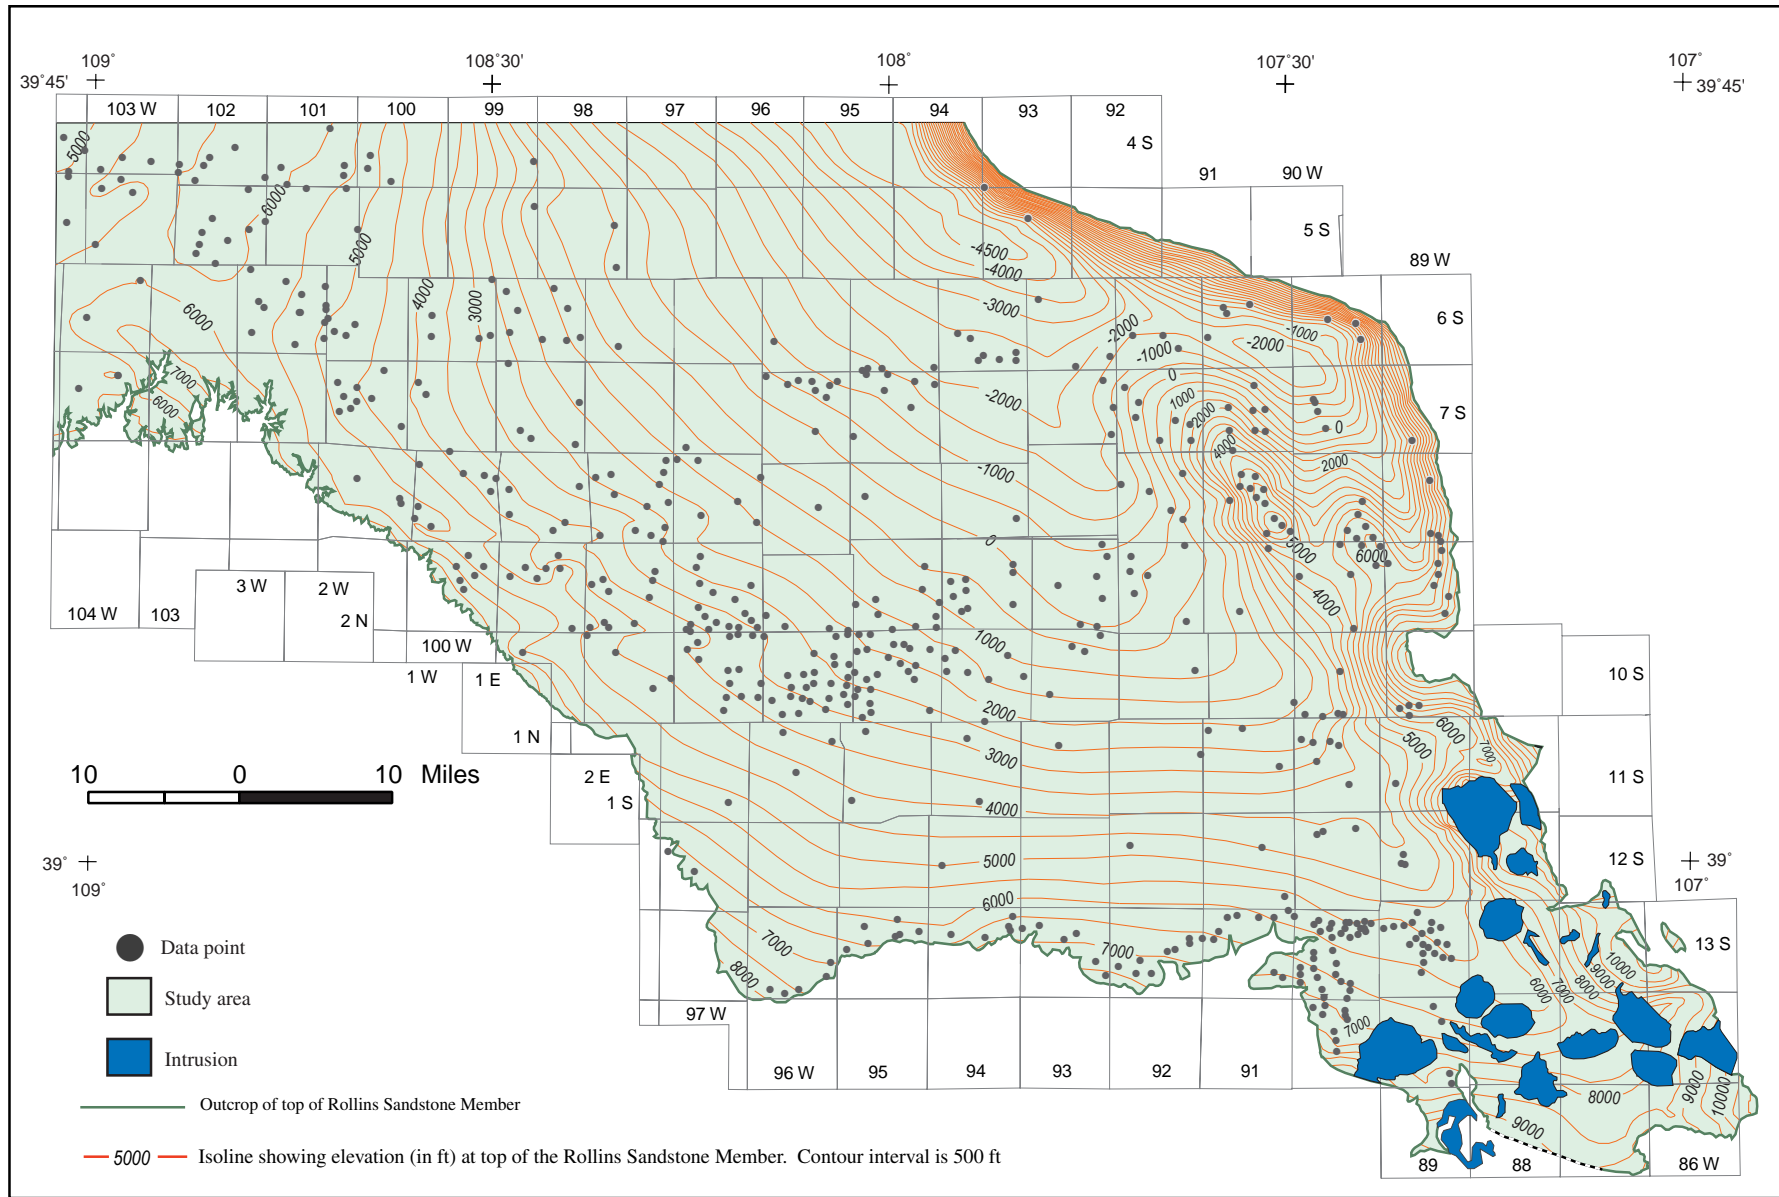 109° 108°30' 108° 107°30' 107°
39°45' 39°45'
103 W 102 101 100 99 98 97 96 95 94 93 92
4 S
91 90 W
5 S
89 W
6 S
7 S
5000
6000
5000
-4500
-4000
6000
4000
3000
-3000
-2000
-1000
-1000
-2000
7000
6000
0
1000
2000
-2000
0
4000
2000
-1000
0
5000
6000
4000
104 W 103
3 W 2 W
2 N
100 W
1 W 1 E
1 N
2 E
1 S
1000
2000
3000
4000
5000
6000
7000
8000
7000
10 S
11 S
12 S
13 S
6000
5000
7000
10 0 10 Miles
39°
109°
39°
107°
10000
9000
8000
7000
6000
7000
8000
9000
9000
10000
97 W
96 W 95 94 93 92 91
89 88 86 W
Data point
Study area
Intrusion
Outcrop of top of Rollins Sandstone Member
5000 Isoline showing elevation (in ft) at top of the Rollins Sandstone Member. Contour interval is 500 ft